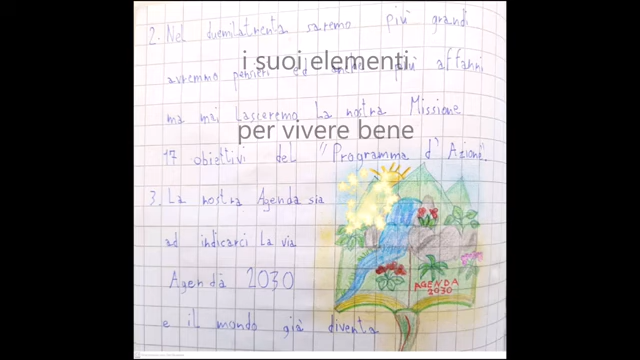 2. Nel duemilatrenta saremo più grandi
i suoi elementi.
avremmo pensieri ed anche più affanni
ma mai lasceremo la nostra Missione
per vivere bene
17 obiettivi del "Programma d'Azione"
3. La nostra Agenda sia
ad indicarci la via
Agenda 2030
e il mondo già diventa
AGENDA
2030